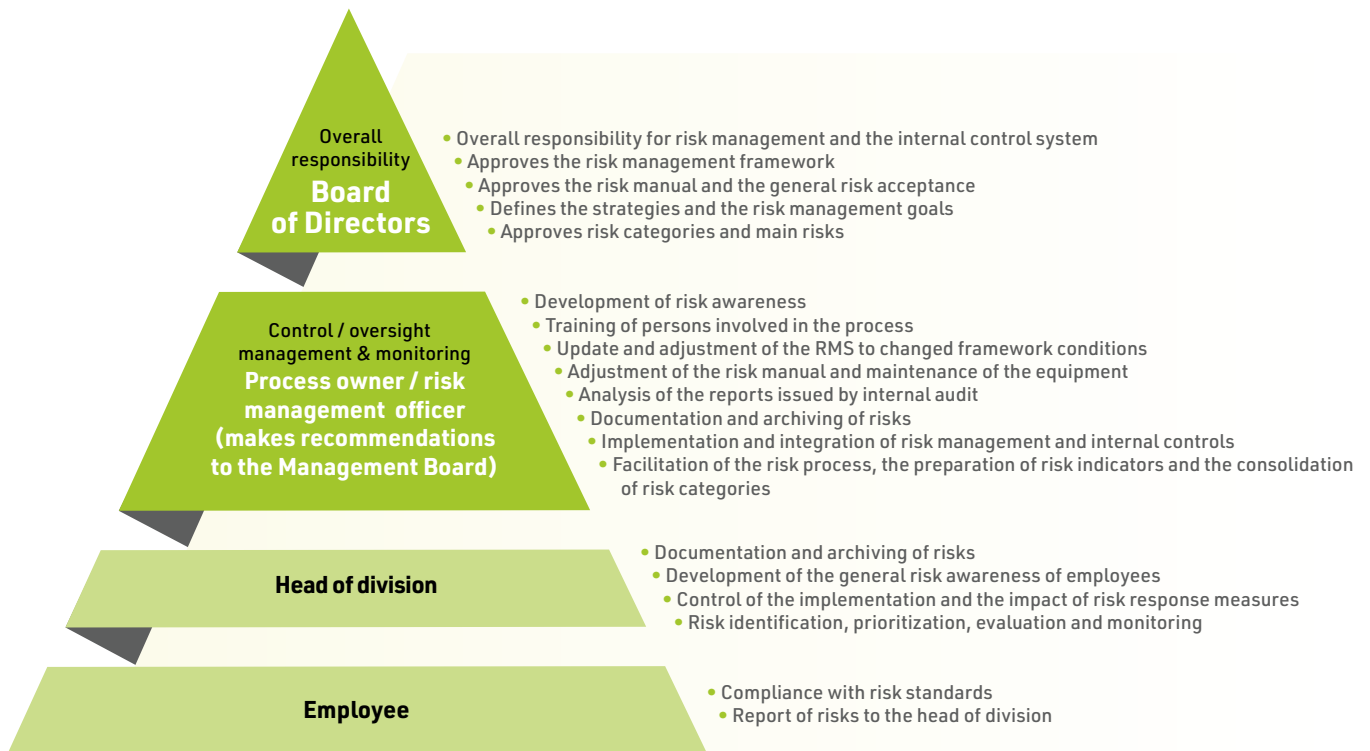 Overall
responsibility
Board
of Directors
• Overall responsibility for risk management and the internal control system
• Approves the risk management framework
• Approves the risk manual and the general risk acceptance
• Defines the strategies and the risk management goals
• Approves risk categories and main risks
Control / oversight
management & monitoring
Process owner / risk
management officer
(makes recommendations
to the Management Board)
• Development of risk awareness
• Training of persons involved in the process
• Update and adjustment of the RMS to changed framework conditions
• Adjustment of the risk manual and maintenance of the equipment
• Analysis of the reports issued by internal audit
• Documentation and archiving of risks
• Implementation and integration of risk management and internal controls
• Facilitation of the risk process, the preparation of risk indicators and the consolidation
of risk categories
Head of division
• Documentation and archiving of risks
• Development of the general risk awareness of employees
• Control of the implementation and the impact of risk response measures
• Risk identification, prioritization, evaluation and monitoring
Employee
• Compliance with risk standards
• Report of risks to the head of division